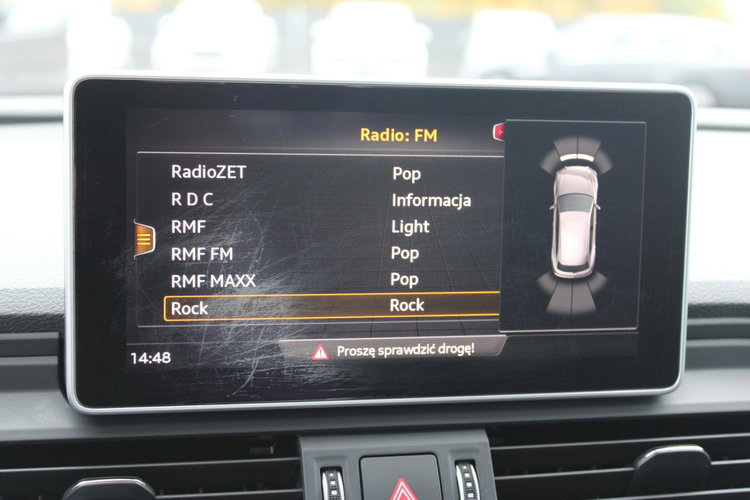 Radio: FM
RadioZET Pop
R D C Informacja
RMF Light
RMF FM Pop
RMF MAXX Pop
Rock Rock
14:48 Proszę sprawdzić drogę!